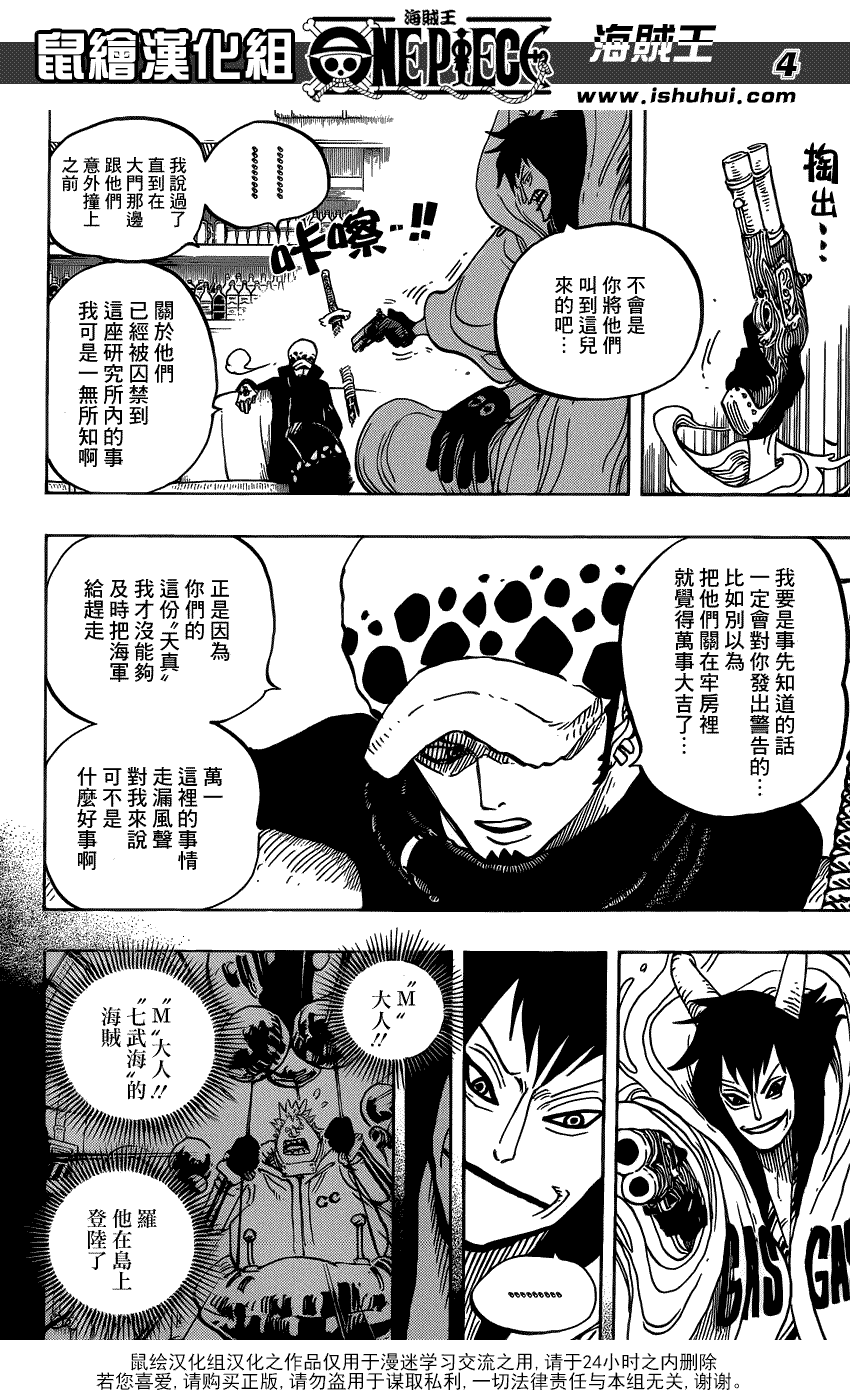 鼠繪漢化組
海賊王
ONE PIECE
海賊王
4
www.ishuhui.com
掏出…
不會是
你將他們
叫到這兒
來的吧…
咔嚓…!!
…………
我說過了
直到在
大門那邊
跟他們
意外撞上
之前
關於他們
已經被囚禁到
這座研究所內的事
我可是一無所知啊
我要是事先知道的話
一定會對你發出警告的…
比如別以為
把他們關在牢房裡
就覺得萬事大吉了…
正是因為
你們的
這份“天真”
我才沒能夠
及時把海軍
給趕走
萬一
這裡的事情
走漏風聲
對我來說
可不是
什麼好事啊
GAS
GAS
…………
“M”
大人!!
“M”大人!!
“七武海”的
海賊
羅
他在島上
登陸了
CC
鼠绘汉化组汉化之作品仅用于漫迷学习交流之用, 请于24小时之内删除
若您喜爱, 请购买正版, 请勿盗用于谋取私利, 一切法律责任与本组无关, 谢谢。